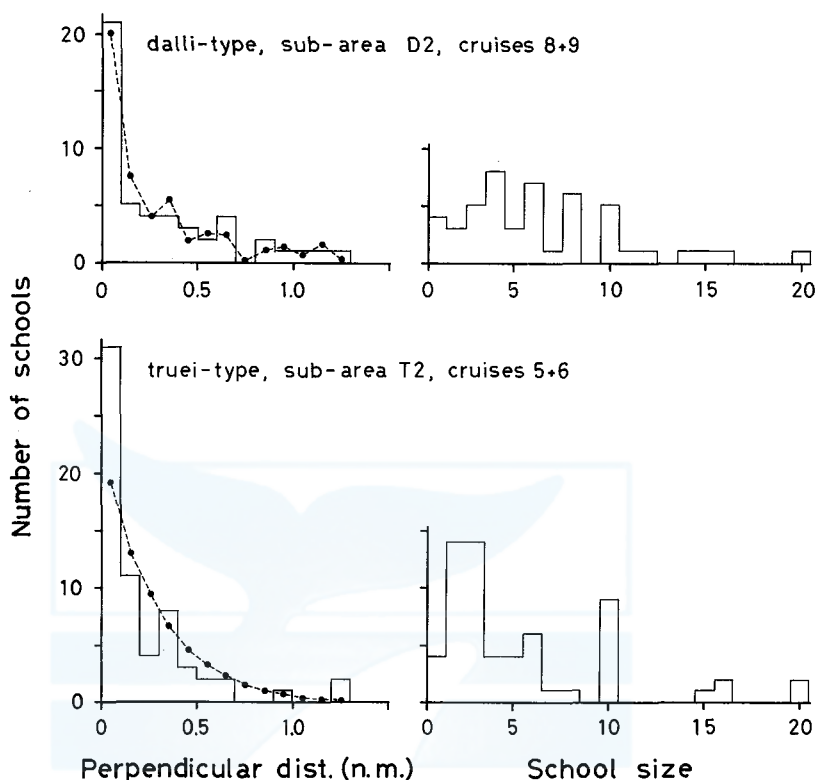 dalli-type, sub-area D2, cruises 8+9
20
10
0
0 0.5 1.0
0 5 10 15 20
Number of schools
truei-type, sub-area T2, cruises 5+6
30
20
10
0
0 0.5 1.0
0 5 10 15 20
Perpendicular dist. (n.m.)
School size